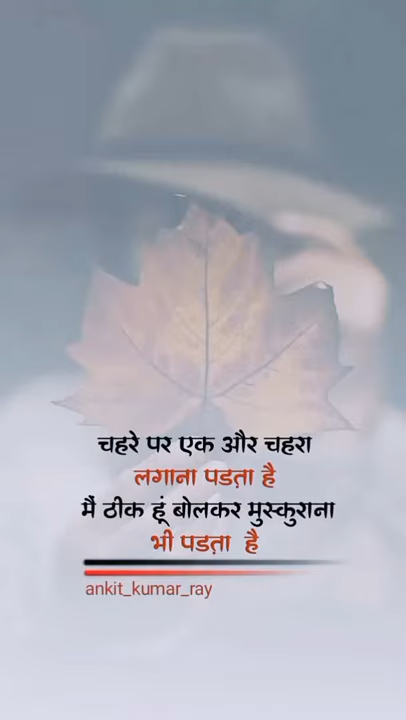 चहरे पर एक और चहरा
लगाना पडता है
मैं ठीक हूं बोलकर मुस्कुराना
भी पडता है
ankit_kumar_ray